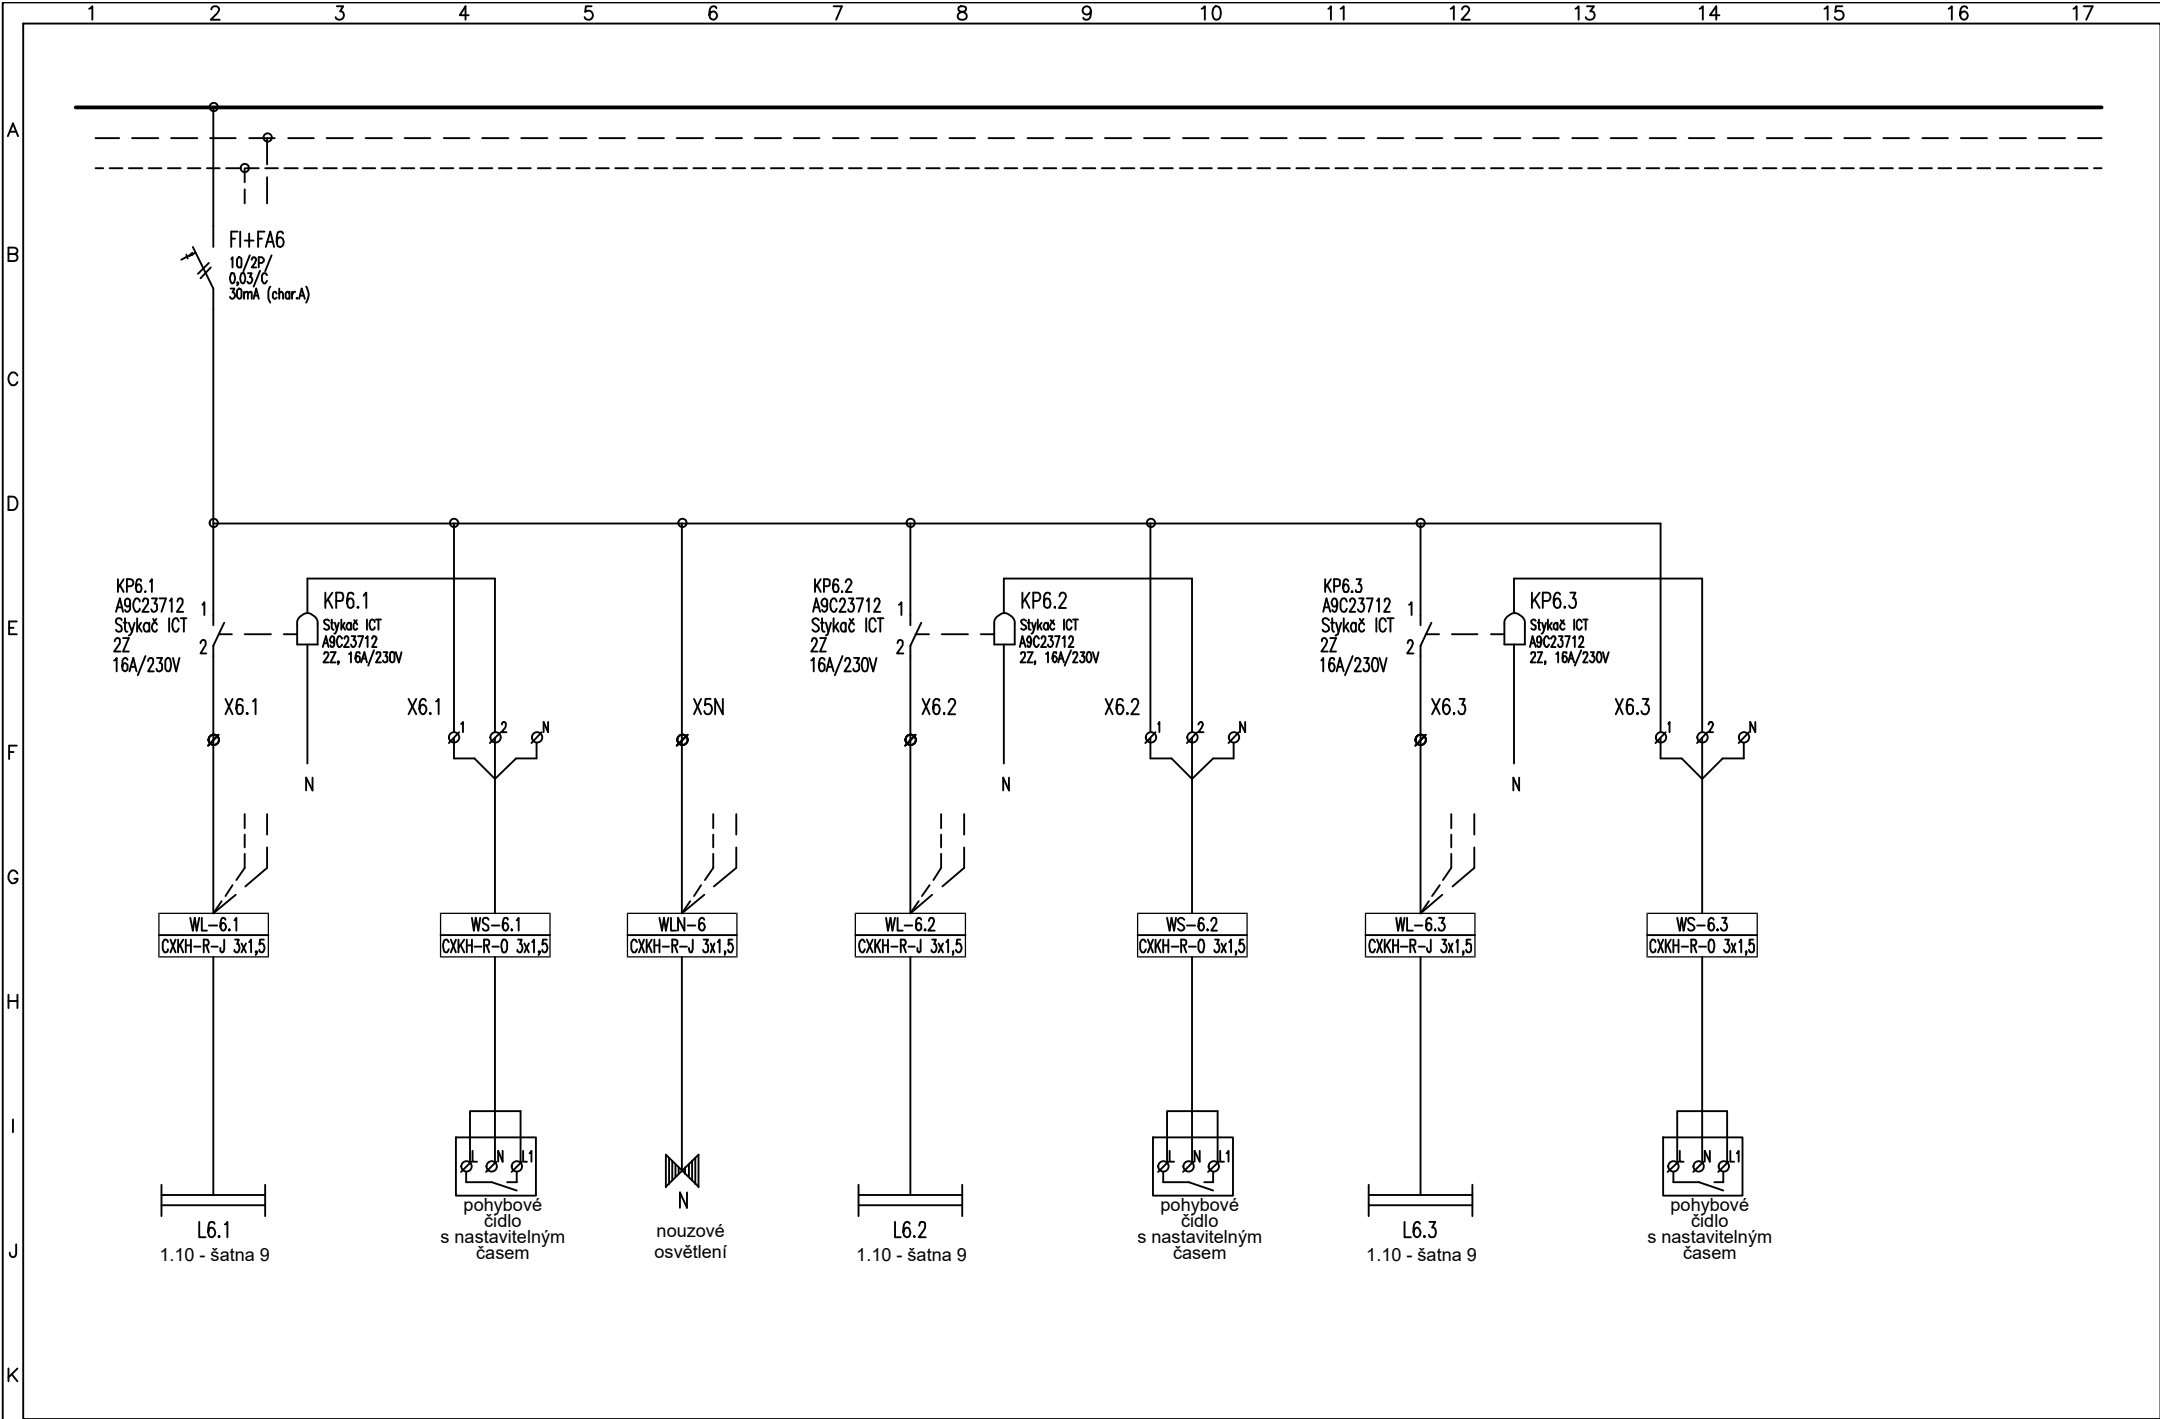 1 2 3 4 5 6 7 8 9 10 11 12 13 14 15 16 17
A
B
C
D
E
F
G
H
I
J
K
FI+FA6
10/2P/
0,03/C
30mA (char.A)
KP6.1
A9C23712
Stykač ICT
2Z
16A/230V
1
2
KP6.1
Stykač ICT
A9C23712
2Z, 16A/230V
X6.1
N
X6.1
1 2 N
X5N
KP6.2
A9C23712
Stykač ICT
2Z
16A/230V
1
2
KP6.2
Stykač ICT
A9C23712
2Z, 16A/230V
X6.2
N
X6.2
1 2 N
KP6.3
A9C23712
Stykač ICT
2Z
16A/230V
1
2
KP6.3
Stykač ICT
A9C23712
2Z, 16A/230V
X6.3
N
X6.3
1 2 N
WL-6.1
CXKH-R-J 3x1,5
WS-6.1
CXKH-R-O 3x1,5
WLN-6
CXKH-R-J 3x1,5
WL-6.2
CXKH-R-J 3x1,5
WS-6.2
CXKH-R-O 3x1,5
WL-6.3
CXKH-R-J 3x1,5
WS-6.3
CXKH-R-O 3x1,5
L6.1
1.10 - šatna 9
L N L1
pohybové
čidlo
s nastavitelným
časem
N
nouzové
osvětlení
L6.2
1.10 - šatna 9
L N L1
pohybové
čidlo
s nastavitelným
časem
L6.3
1.10 - šatna 9
L N L1
pohybové
čidlo
s nastavitelným
časem